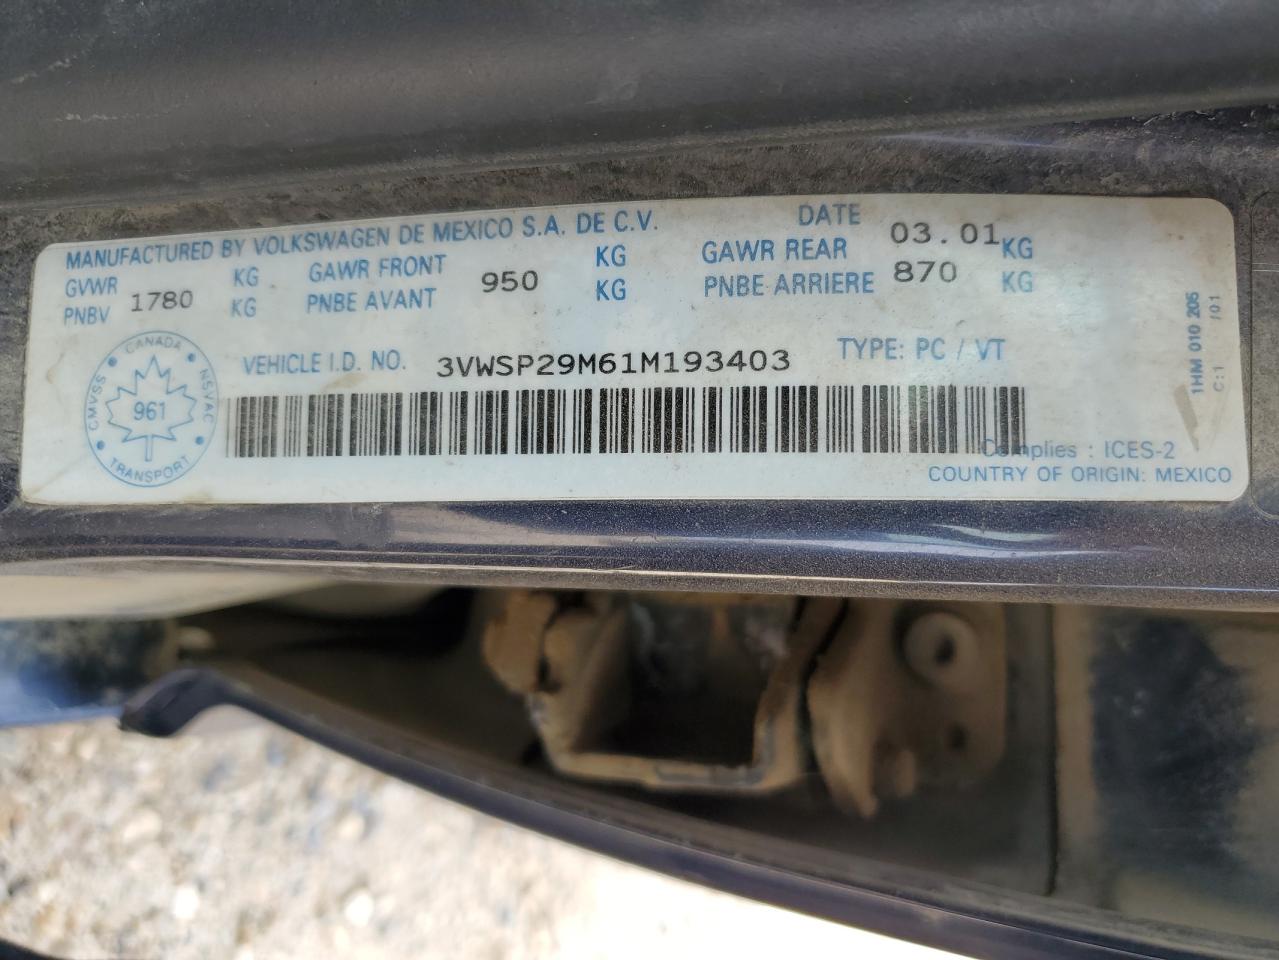 MANUFACTURED BY VOLKSWAGEN DE MEXICO S.A. DE C.V. DATE 03.01
GVWR KG GAWR FRONT KG GAWR REAR KG
PNBV 1780 KG PNBE AVANT 950 KG PNBE ARRIERE 870 KG
VEHICLE I.D. NO. 3VWSP29M61M193403 TYPE: PC / VT
CANADA
CMVSS 961 NSVAC
TRANSPORT
Complies : ICES-2
COUNTRY OF ORIGIN: MEXICO
1HM 010 205
C:1 /01